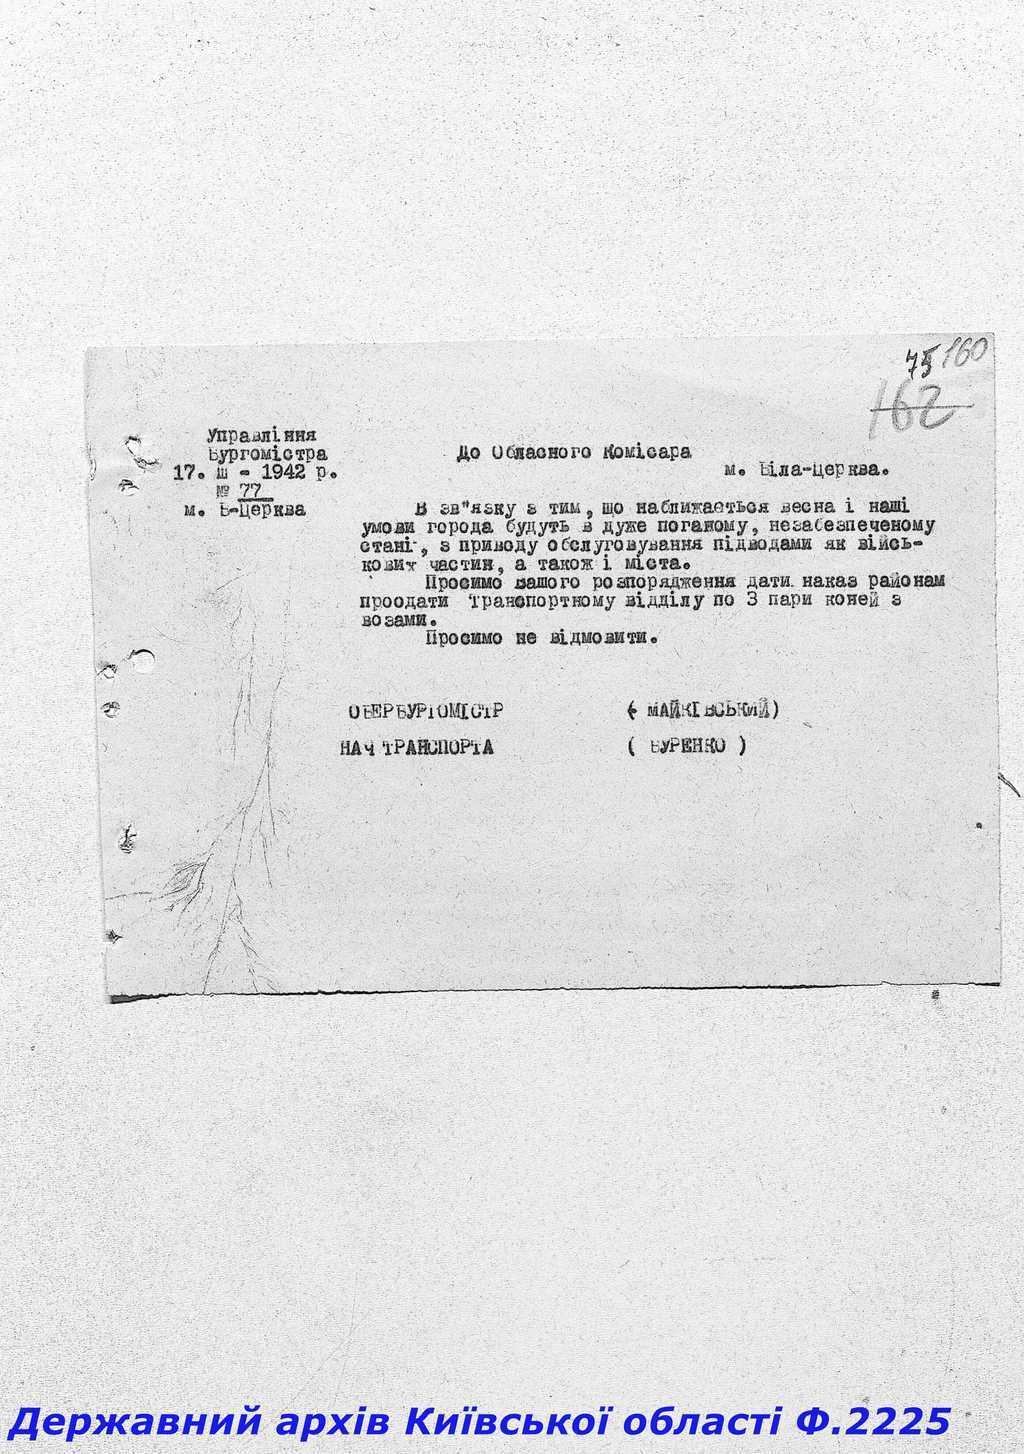 75 160
162
Управління
Бургомістра
17. Ш - 1942 р.
№ 77
м. Б-Церква
До Обласного Комісара
м. Біла-Церква.
В зв"язку з тим, що наближається весна і наші
умови города будуть в дуже поганому, незабезпеченому
стані, з приводу обслуговування підводами як війсь-
кових частин, а також і міста.
Просимо вашого розпорядження дати наказ районам
проодати Транспортному відділу по 3 пари коней з
возами.
Просимо не відмовити.
ОБЕРБУРГОМІСТР ( МАЙКІВСЬКИЙ)
НАЧ ТРАНСПОРТА ( БУРЕНКО )
Державний архів Київської області Ф.2225